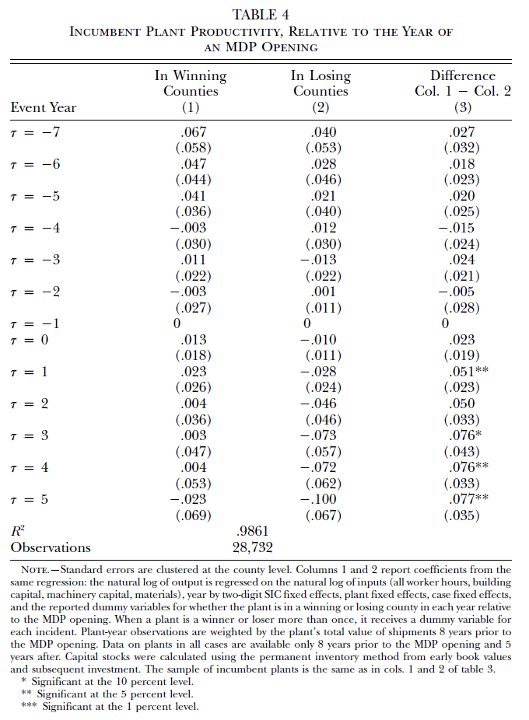 TABLE 4
Incumbent Plant Productivity, Relative to the Year of
an MDP Opening
Event Year In Winning Counties (1) In Losing Counties (2) Difference Col. 1 − Col. 2 (3)
τ = −7 .067 .040 .027
(.058) (.053) (.032)
τ = −6 .047 .028 .018
(.044) (.046) (.023)
τ = −5 .041 .021 .020
(.036) (.040) (.025)
τ = −4 −.003 .012 −.015
(.030) (.030) (.024)
τ = −3 .011 −.013 .024
(.022) (.022) (.021)
τ = −2 −.003 .001 −.005
(.027) (.011) (.028)
τ = −1 0 0 0
τ = 0 .013 −.010 .023
(.018) (.011) (.019)
τ = 1 .023 −.028 .051**
(.026) (.024) (.023)
τ = 2 .004 −.046 .050
(.036) (.046) (.033)
τ = 3 .003 −.073 .076*
(.047) (.057) (.043)
τ = 4 .004 −.072 .076**
(.053) (.062) (.033)
τ = 5 −.023 −.100 .077**
(.069) (.067) (.035)
R² .9861
Observations 28,732
Note.—Standard errors are clustered at the county level. Columns 1 and 2 report coefficients from the
same regression: the natural log of output is regressed on the natural log of inputs (all worker hours, building
capital, machinery capital, materials), year by two-digit SIC fixed effects, plant fixed effects, case fixed effects,
and the reported dummy variables for whether the plant is in a winning or losing county in each year relative
to the MDP opening. When a plant is a winner or loser more than once, it receives a dummy variable for
each incident. Plant-year observations are weighted by the plant's total value of shipments 8 years prior to
the MDP opening. Data on plants in all cases are available only 8 years prior to the MDP opening and 5
years after. Capital stocks were calculated using the permanent inventory method from early book values
and subsequent investment. The sample of incumbent plants is the same as in cols. 1 and 2 of table 3.
* Significant at the 10 percent level.
** Significant at the 5 percent level.
*** Significant at the 1 percent level.